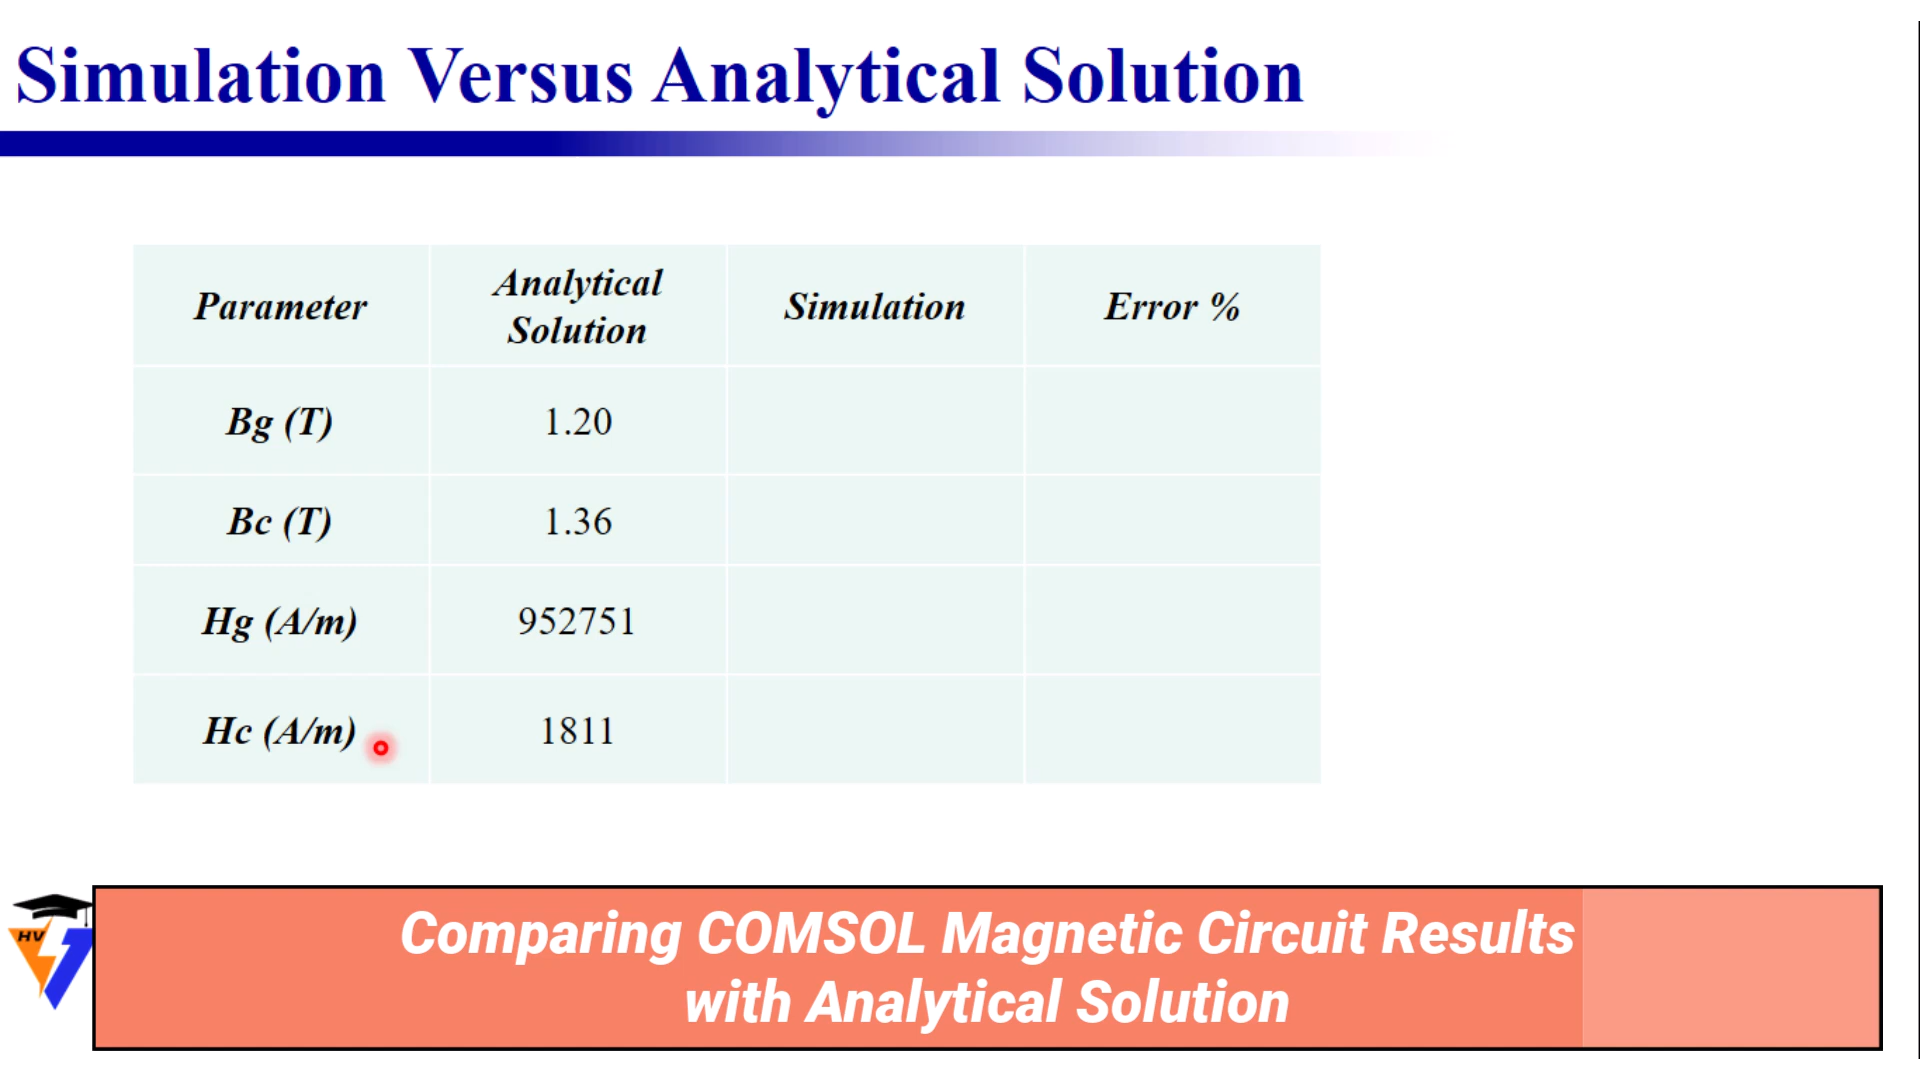 Simulation Versus Analytical Solution
Parameter
Analytical
Solution
Simulation
Error %
Bg (T)
1.20
Bc (T)
1.36
Hg (A/m)
952751
Hc (A/m)
1811
HV
Comparing COMSOL Magnetic Circuit Results
with Analytical Solution